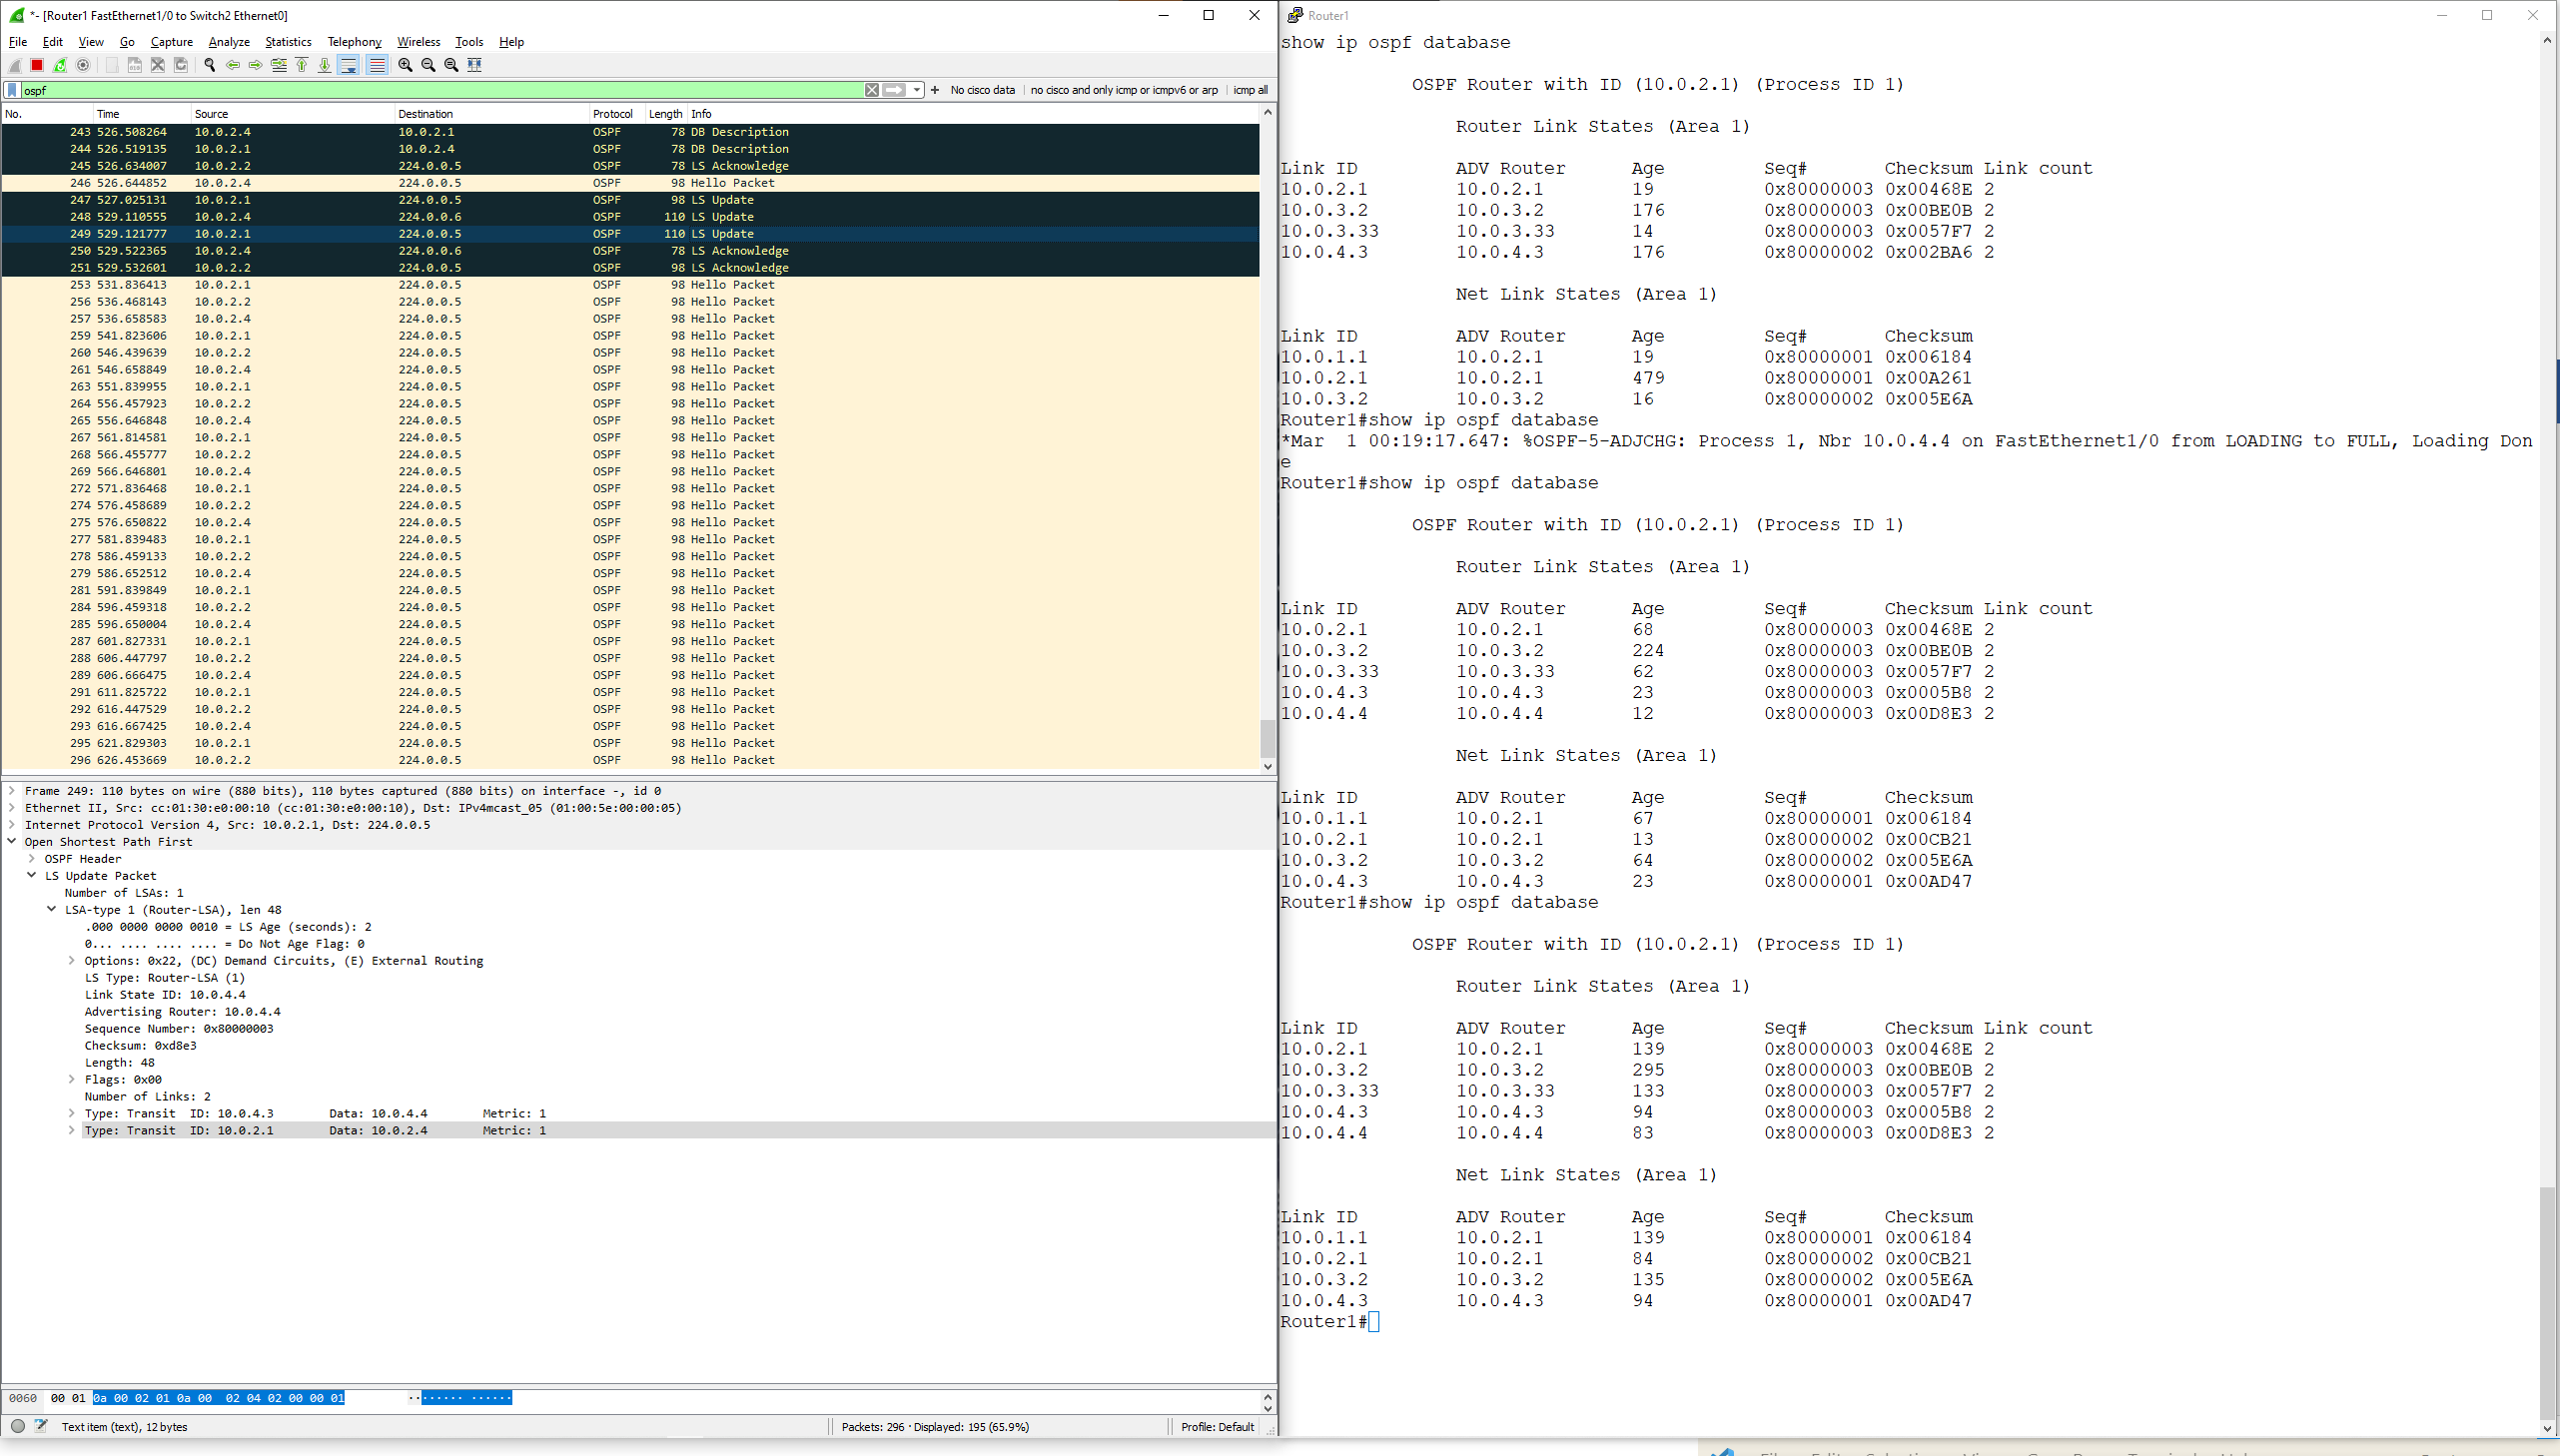 *- [Router1 FastEthernet1/0 to Switch2 Ethernet0]
File Edit View Go Capture Analyze Statistics Telephony Wireless Tools Help
ospf + No cisco data no cisco and only icmp or icmpv6 or arp icmp all
No. Time Source Destination Protocol Length Info
243 526.508264 10.0.2.4 10.0.2.1 OSPF 78 DB Description
244 526.519135 10.0.2.1 10.0.2.4 OSPF 78 DB Description
245 526.634007 10.0.2.2 224.0.0.5 OSPF 78 LS Acknowledge
246 526.644852 10.0.2.4 224.0.0.5 OSPF 98 Hello Packet
247 527.025131 10.0.2.1 224.0.0.5 OSPF 98 LS Update
248 529.110555 10.0.2.4 224.0.0.6 OSPF 110 LS Update
249 529.121777 10.0.2.1 224.0.0.5 OSPF 110 LS Update
250 529.522365 10.0.2.4 224.0.0.6 OSPF 78 LS Acknowledge
251 529.532601 10.0.2.2 224.0.0.5 OSPF 98 LS Acknowledge
253 531.836413 10.0.2.1 224.0.0.5 OSPF 98 Hello Packet
256 536.468143 10.0.2.2 224.0.0.5 OSPF 98 Hello Packet
257 536.658583 10.0.2.4 224.0.0.5 OSPF 98 Hello Packet
259 541.823606 10.0.2.1 224.0.0.5 OSPF 98 Hello Packet
260 546.439639 10.0.2.2 224.0.0.5 OSPF 98 Hello Packet
261 546.658849 10.0.2.4 224.0.0.5 OSPF 98 Hello Packet
263 551.839955 10.0.2.1 224.0.0.5 OSPF 98 Hello Packet
264 556.457923 10.0.2.2 224.0.0.5 OSPF 98 Hello Packet
265 556.646848 10.0.2.4 224.0.0.5 OSPF 98 Hello Packet
267 561.814581 10.0.2.1 224.0.0.5 OSPF 98 Hello Packet
268 566.455777 10.0.2.2 224.0.0.5 OSPF 98 Hello Packet
269 566.646801 10.0.2.4 224.0.0.5 OSPF 98 Hello Packet
272 571.836468 10.0.2.1 224.0.0.5 OSPF 98 Hello Packet
274 576.458689 10.0.2.2 224.0.0.5 OSPF 98 Hello Packet
275 576.650822 10.0.2.4 224.0.0.5 OSPF 98 Hello Packet
277 581.839483 10.0.2.1 224.0.0.5 OSPF 98 Hello Packet
278 586.459133 10.0.2.2 224.0.0.5 OSPF 98 Hello Packet
279 586.652512 10.0.2.4 224.0.0.5 OSPF 98 Hello Packet
281 591.839849 10.0.2.1 224.0.0.5 OSPF 98 Hello Packet
284 596.459318 10.0.2.2 224.0.0.5 OSPF 98 Hello Packet
285 596.650004 10.0.2.4 224.0.0.5 OSPF 98 Hello Packet
287 601.827331 10.0.2.1 224.0.0.5 OSPF 98 Hello Packet
288 606.447797 10.0.2.2 224.0.0.5 OSPF 98 Hello Packet
289 606.666475 10.0.2.4 224.0.0.5 OSPF 98 Hello Packet
291 611.825722 10.0.2.1 224.0.0.5 OSPF 98 Hello Packet
292 616.447529 10.0.2.2 224.0.0.5 OSPF 98 Hello Packet
293 616.667425 10.0.2.4 224.0.0.5 OSPF 98 Hello Packet
295 621.829303 10.0.2.1 224.0.0.5 OSPF 98 Hello Packet
296 626.453669 10.0.2.2 224.0.0.5 OSPF 98 Hello Packet
Frame 249: 110 bytes on wire (880 bits), 110 bytes captured (880 bits) on interface -, id 0
Ethernet II, Src: cc:01:30:e0:00:10 (cc:01:30:e0:00:10), Dst: IPv4mcast_05 (01:00:5e:00:00:05)
Internet Protocol Version 4, Src: 10.0.2.1, Dst: 224.0.0.5
Open Shortest Path First
OSPF Header
LS Update Packet
Number of LSAs: 1
LSA-type 1 (Router-LSA), len 48
.000 0000 0000 0010 = LS Age (seconds): 2
0... .... .... .... = Do Not Age Flag: 0
Options: 0x22, (DC) Demand Circuits, (E) External Routing
LS Type: Router-LSA (1)
Link State ID: 10.0.4.4
Advertising Router: 10.0.4.4
Sequence Number: 0x80000003
Checksum: 0xd8e3
Length: 48
Flags: 0x00
Number of Links: 2
Type: Transit ID: 10.0.4.3 Data: 10.0.4.4 Metric: 1
Type: Transit ID: 10.0.2.1 Data: 10.0.2.4 Metric: 1
0060 00 01 0a 00 02 01 0a 00 02 04 02 00 00 01 ·· ······ ······
Text item (text), 12 bytes Packets: 296 · Displayed: 195 (65.9%) Profile: Default
Router1
show ip ospf database
OSPF Router with ID (10.0.2.1) (Process ID 1)
Router Link States (Area 1)
Link ID ADV Router Age Seq# Checksum Link count
10.0.2.1 10.0.2.1 19 0x80000003 0x00468E 2
10.0.3.2 10.0.3.2 176 0x80000003 0x00BE0B 2
10.0.3.33 10.0.3.33 14 0x80000003 0x0057F7 2
10.0.4.3 10.0.4.3 176 0x80000002 0x002BA6 2
Net Link States (Area 1)
Link ID ADV Router Age Seq# Checksum
10.0.1.1 10.0.2.1 19 0x80000001 0x006184
10.0.2.1 10.0.2.1 479 0x80000001 0x00A261
10.0.3.2 10.0.3.2 16 0x80000002 0x005E6A
Router1#show ip ospf database
*Mar 1 00:19:17.647: %OSPF-5-ADJCHG: Process 1, Nbr 10.0.4.4 on FastEthernet1/0 from LOADING to FULL, Loading Don
e
Router1#show ip ospf database
OSPF Router with ID (10.0.2.1) (Process ID 1)
Router Link States (Area 1)
Link ID ADV Router Age Seq# Checksum Link count
10.0.2.1 10.0.2.1 68 0x80000003 0x00468E 2
10.0.3.2 10.0.3.2 224 0x80000003 0x00BE0B 2
10.0.3.33 10.0.3.33 62 0x80000003 0x0057F7 2
10.0.4.3 10.0.4.3 23 0x80000003 0x0005B8 2
10.0.4.4 10.0.4.4 12 0x80000003 0x00D8E3 2
Net Link States (Area 1)
Link ID ADV Router Age Seq# Checksum
10.0.1.1 10.0.2.1 67 0x80000001 0x006184
10.0.2.1 10.0.2.1 13 0x80000002 0x00CB21
10.0.3.2 10.0.3.2 64 0x80000002 0x005E6A
10.0.4.3 10.0.4.3 23 0x80000001 0x00AD47
Router1#show ip ospf database
OSPF Router with ID (10.0.2.1) (Process ID 1)
Router Link States (Area 1)
Link ID ADV Router Age Seq# Checksum Link count
10.0.2.1 10.0.2.1 139 0x80000003 0x00468E 2
10.0.3.2 10.0.3.2 295 0x80000003 0x00BE0B 2
10.0.3.33 10.0.3.33 133 0x80000003 0x0057F7 2
10.0.4.3 10.0.4.3 94 0x80000003 0x0005B8 2
10.0.4.4 10.0.4.4 83 0x80000003 0x00D8E3 2
Net Link States (Area 1)
Link ID ADV Router Age Seq# Checksum
10.0.1.1 10.0.2.1 139 0x80000001 0x006184
10.0.2.1 10.0.2.1 84 0x80000002 0x00CB21
10.0.3.2 10.0.3.2 135 0x80000002 0x005E6A
10.0.4.3 10.0.4.3 94 0x80000001 0x00AD47
Router1#